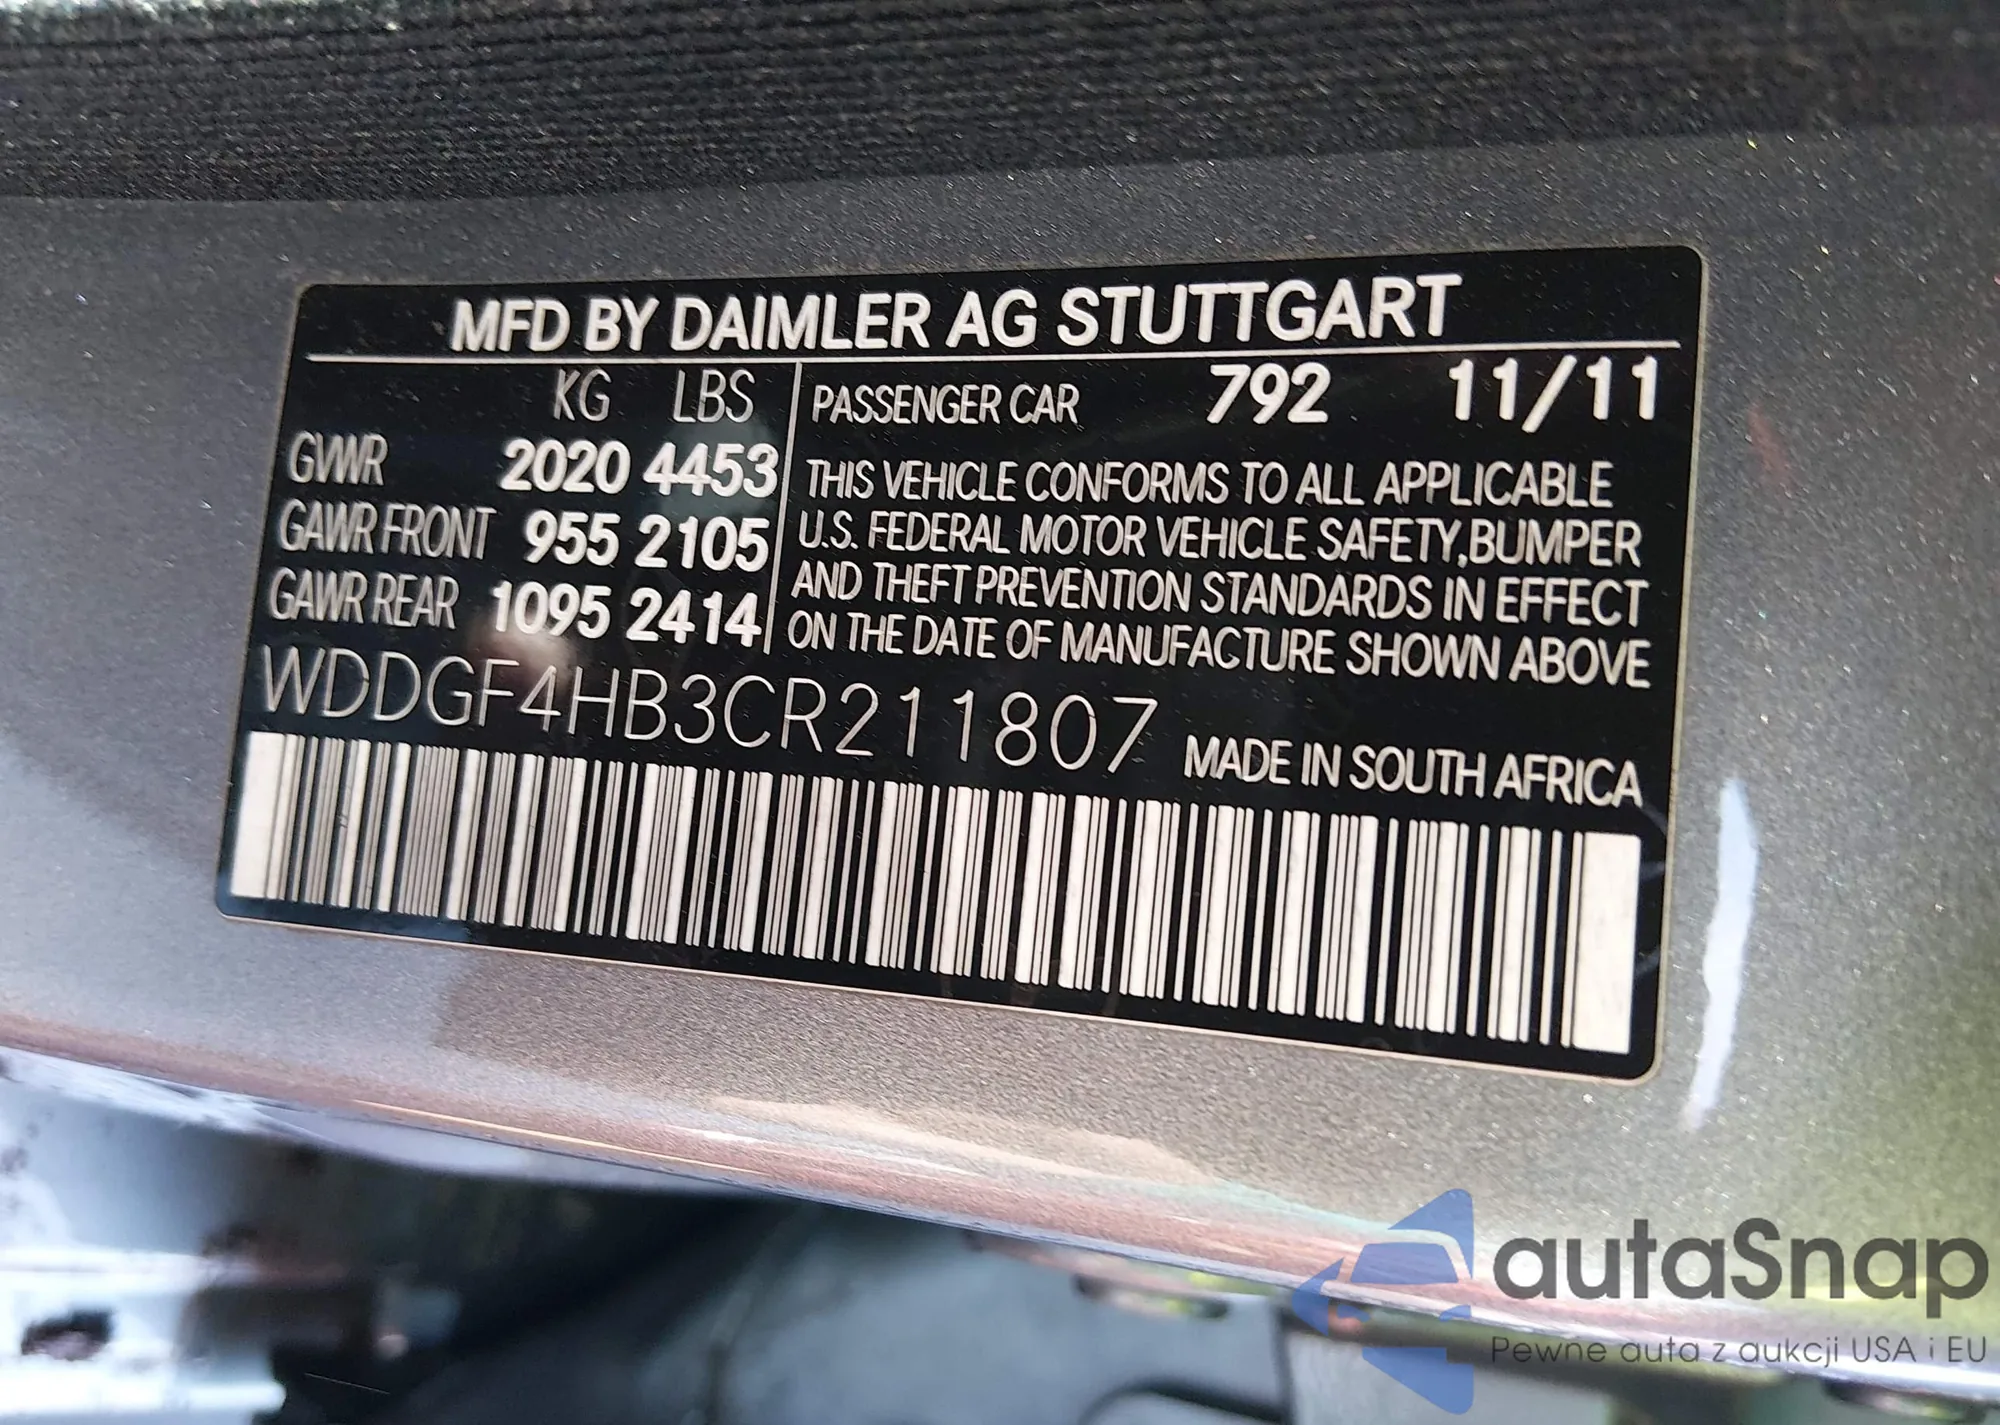 MFD BY DAIMLER AG STUTTGART
KG LBS
GVWR 2020 4453
GAWR FRONT 955 2105
GAWR REAR 1095 2414
PASSENGER CAR 792 11/11
THIS VEHICLE CONFORMS TO ALL APPLICABLE
U.S. FEDERAL MOTOR VEHICLE SAFETY,BUMPER
AND THEFT PREVENTION STANDARDS IN EFFECT
ON THE DATE OF MANUFACTURE SHOWN ABOVE
WDDGF4HB3CR211807
MADE IN SOUTH AFRICA
autaSnap
Pewne auta z aukcji USA i EU